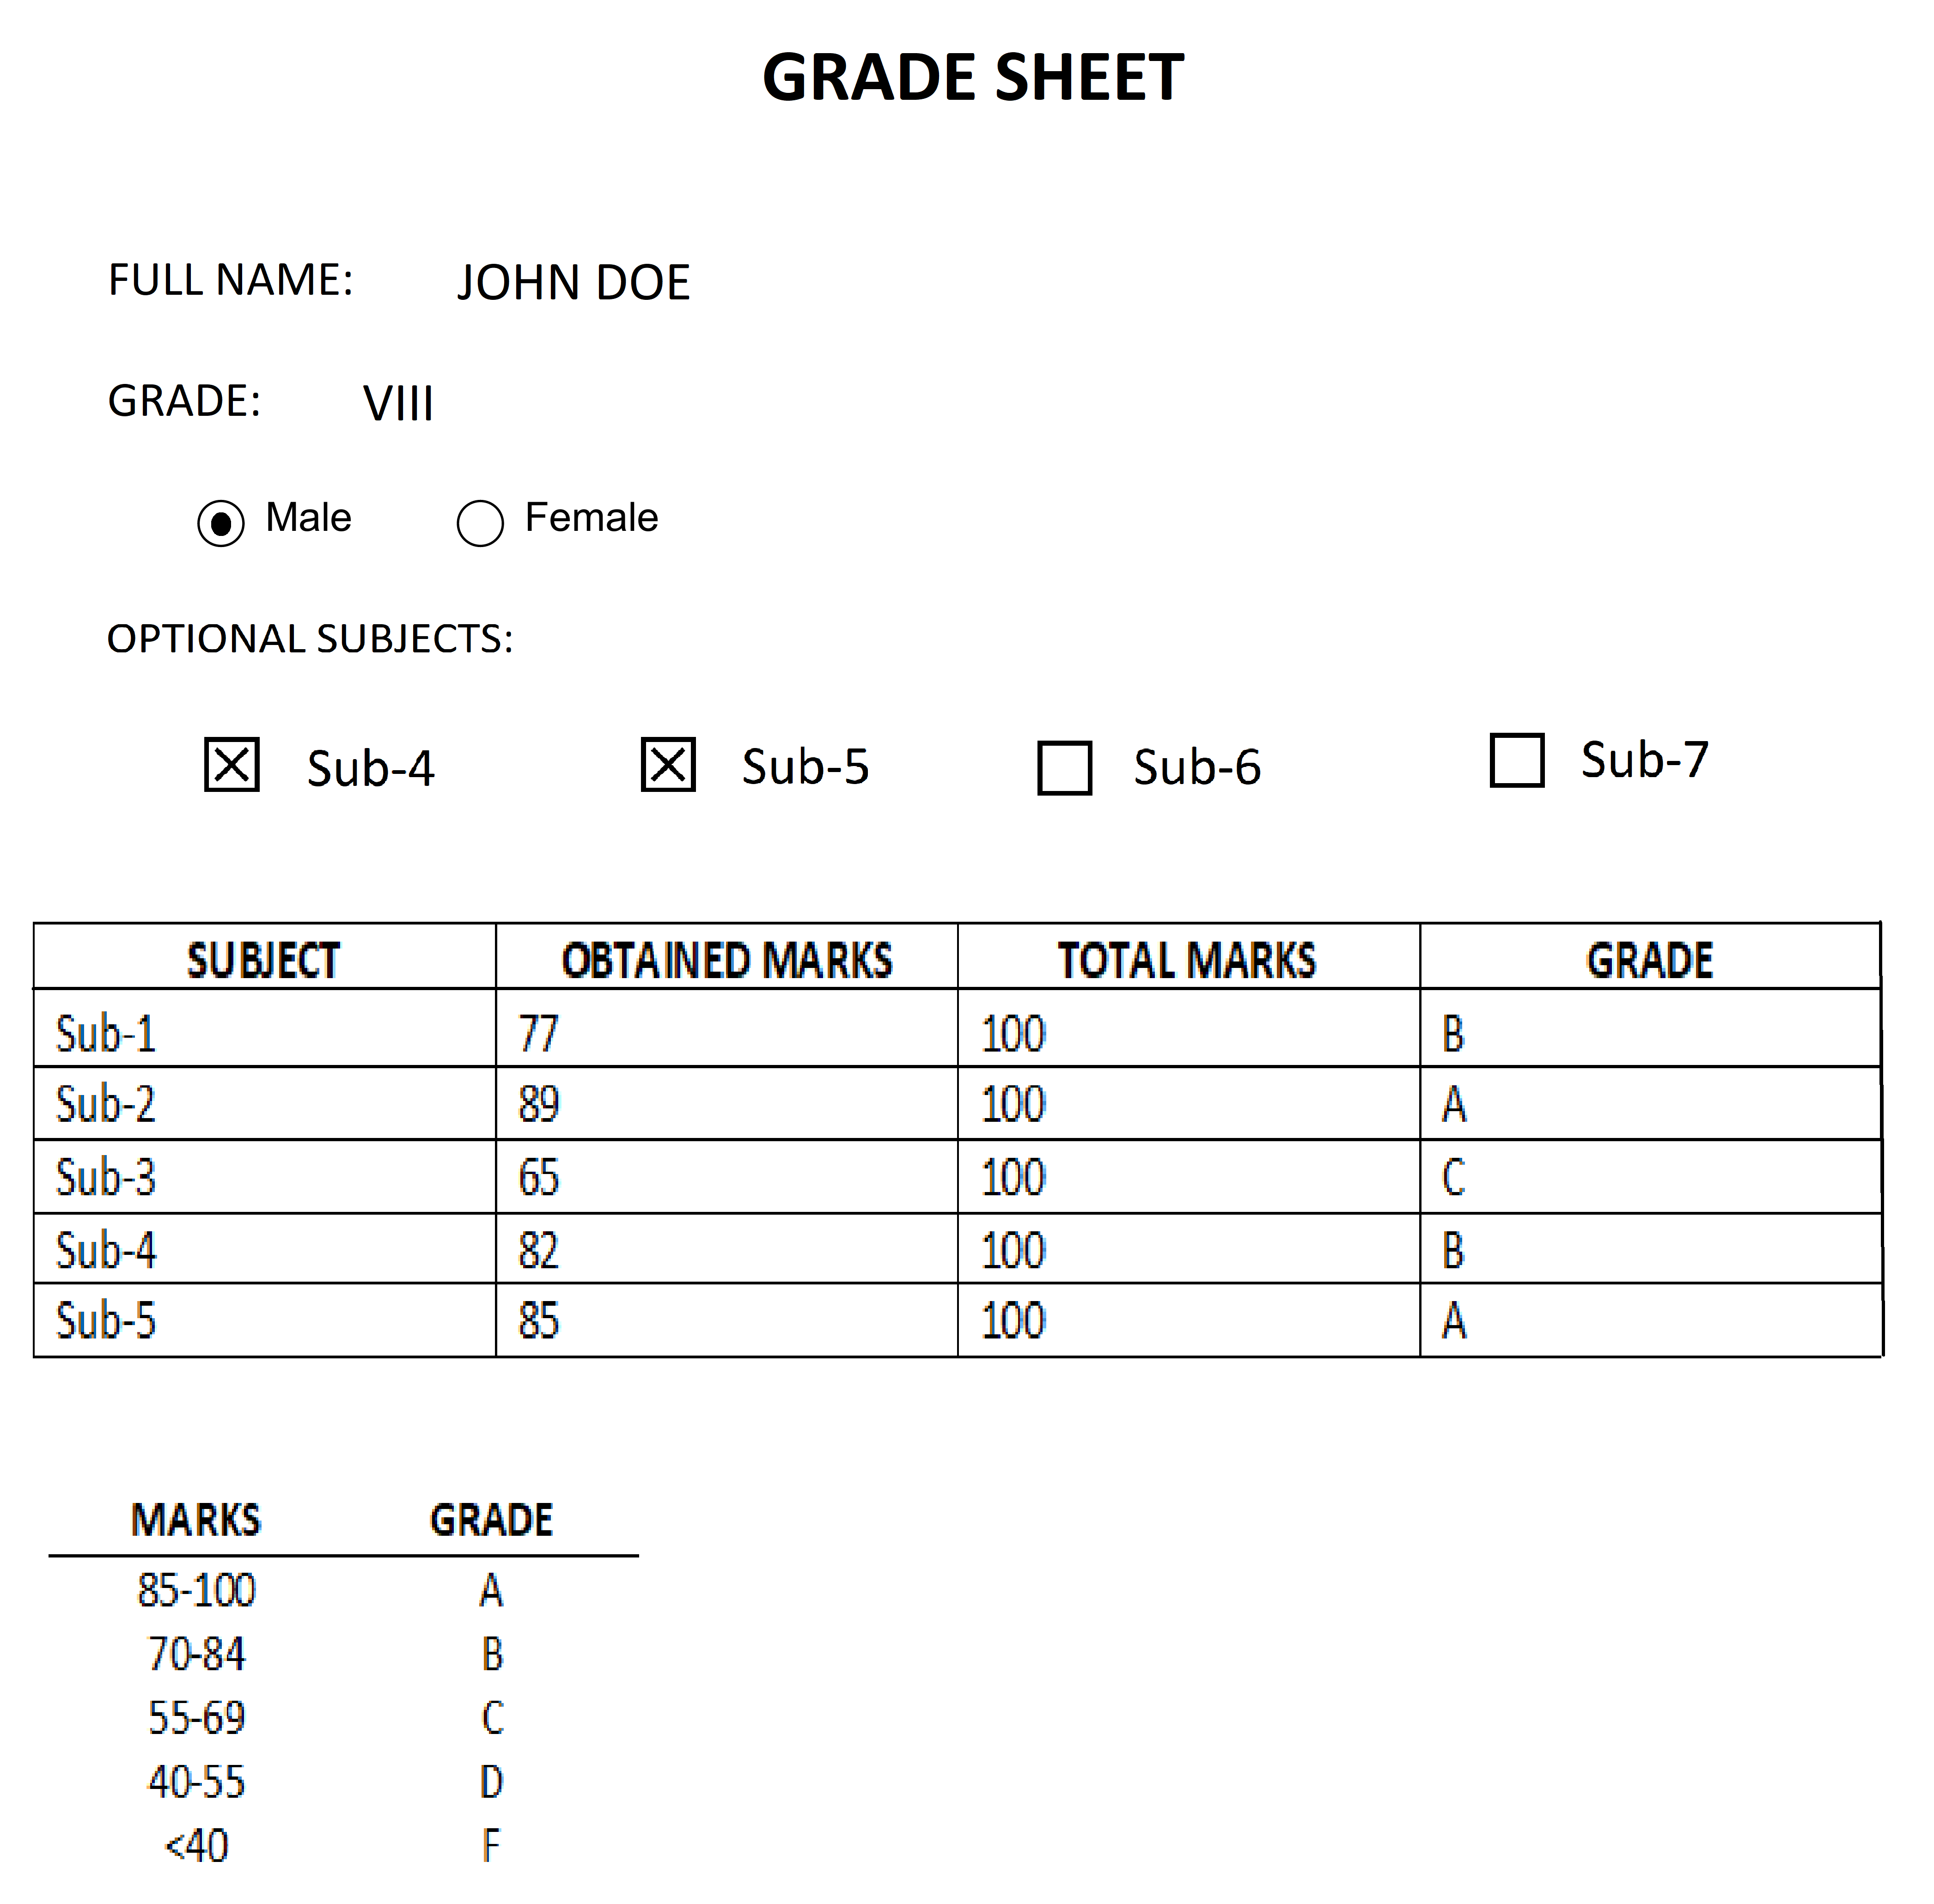 GRADE SHEET
FULL NAME: JOHN DOE
GRADE: VIII
Male Female
OPTIONAL SUBJECTS:
Sub-4 Sub-5 Sub-6 Sub-7
SUBJECT OBTAINED MARKS TOTAL MARKS GRADE
Sub-1 77 100 B
Sub-2 89 100 A
Sub-3 65 100 C
Sub-4 82 100 B
Sub-5 85 100 A
MARKS GRADE
85-100 A
70-84 B
55-69 C
40-55 D
<40 F